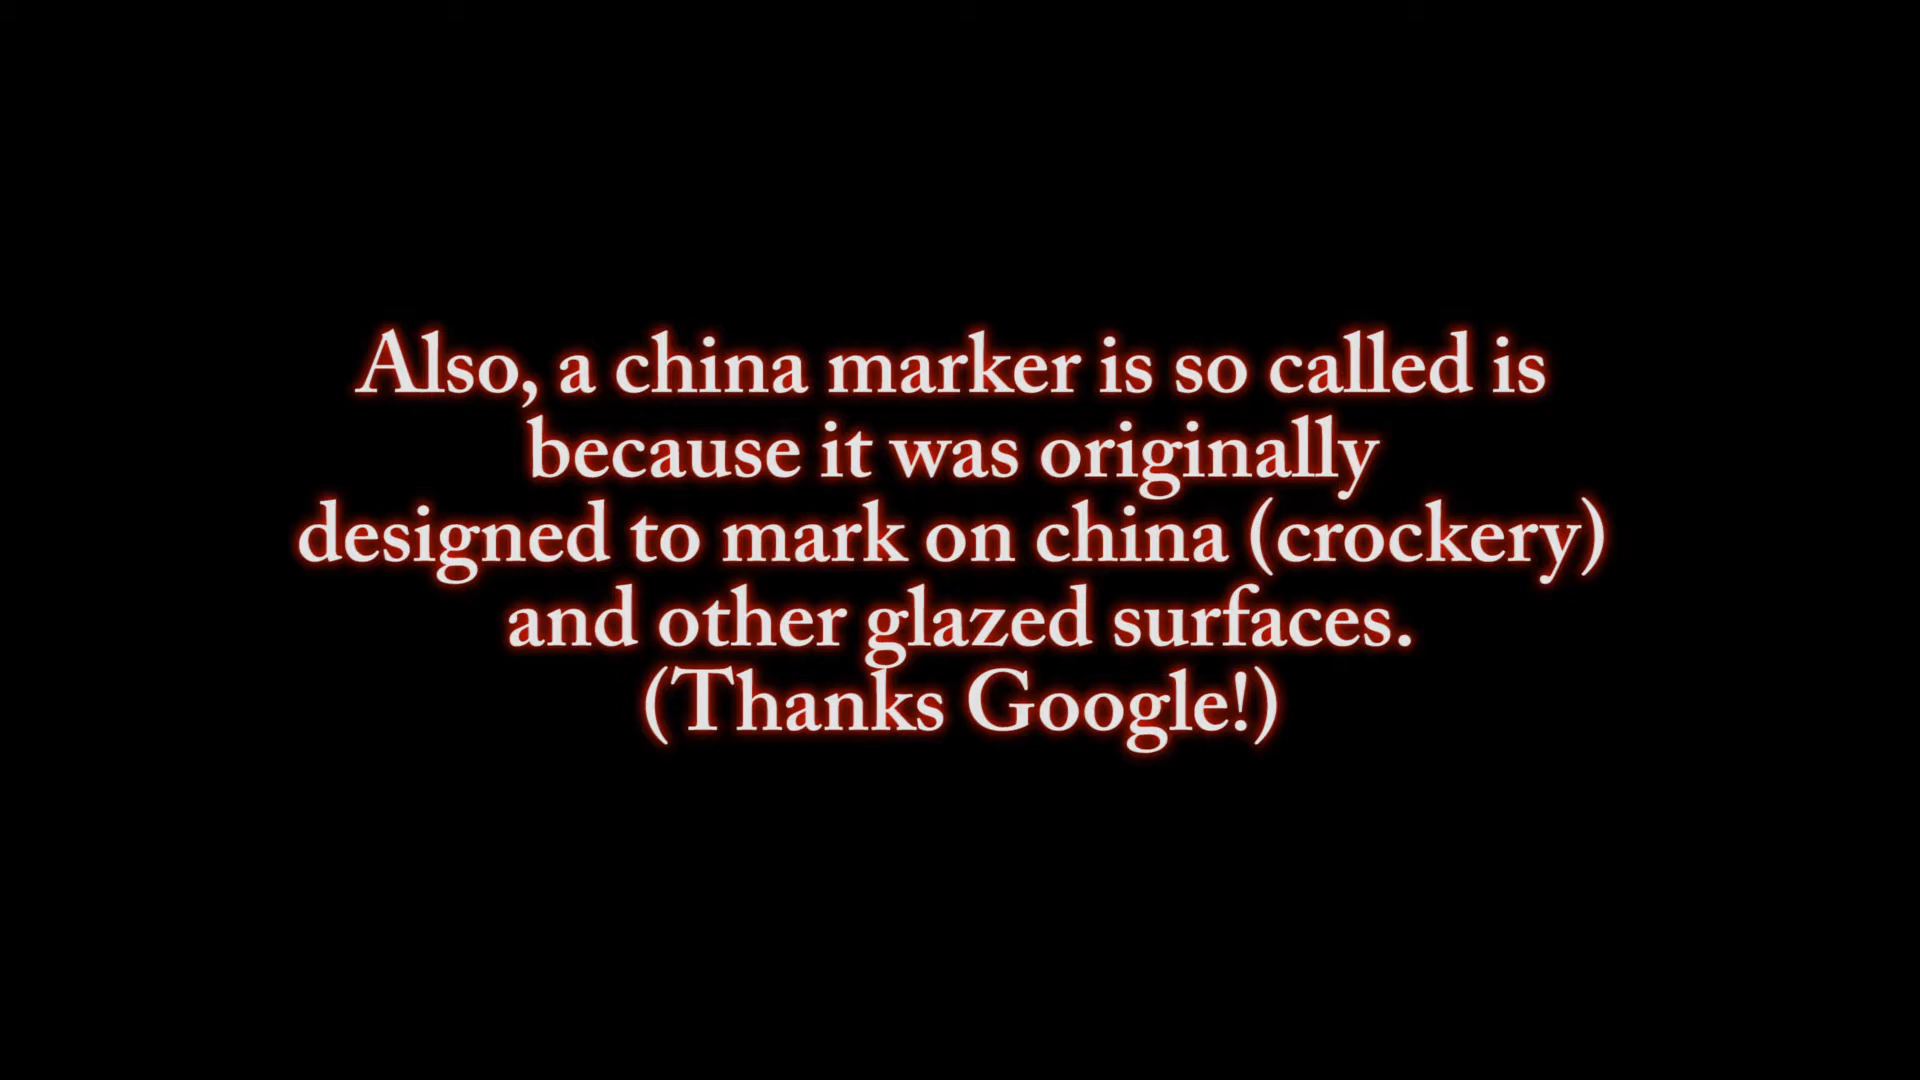 Also, a china marker is so called is
because it was originally
designed to mark on china (crockery)
and other glazed surfaces.
(Thanks Google!)